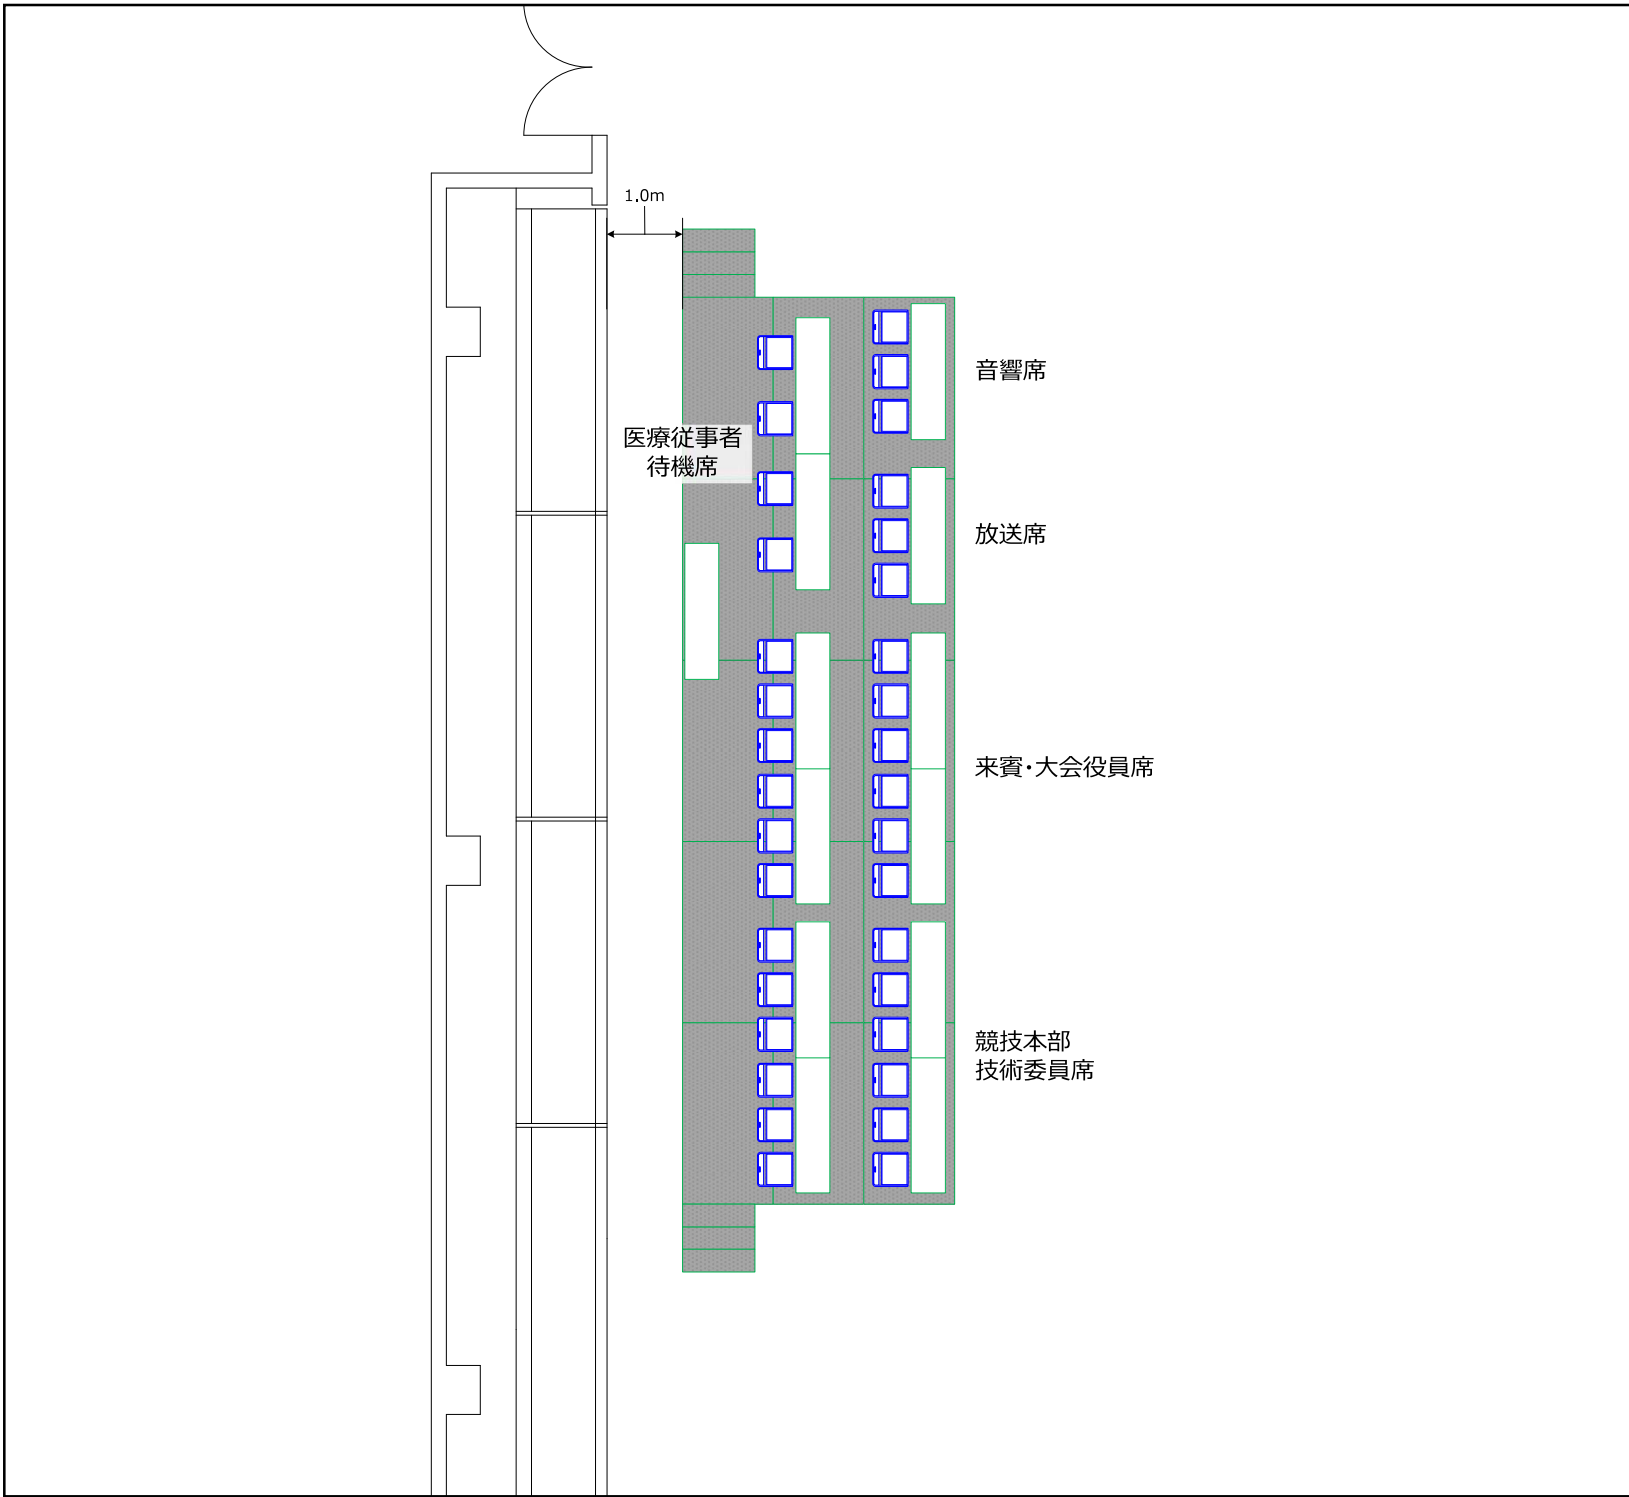 1.0m
音響席
医療従事者
待機席
放送席
来賓・大会役員席
競技本部
技術委員席